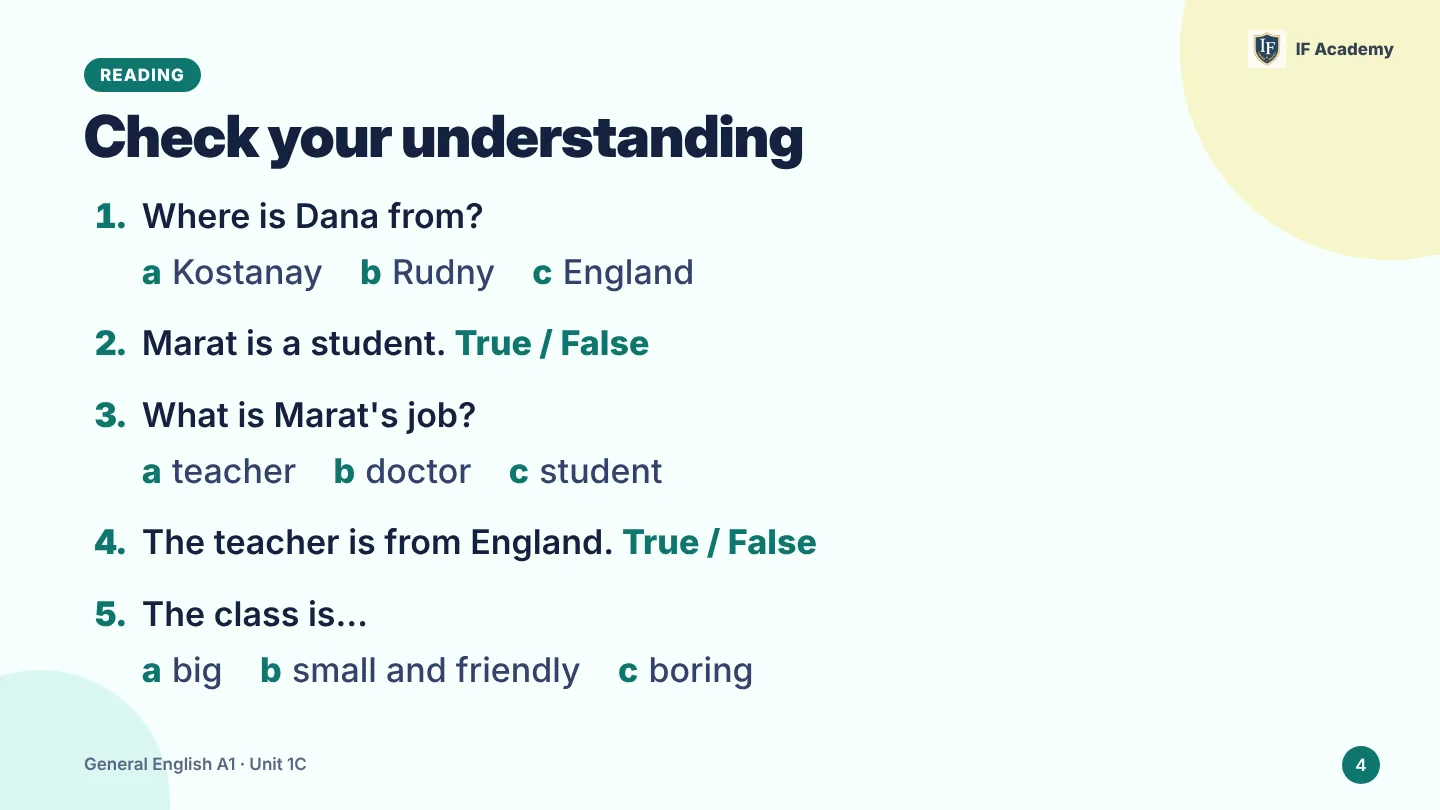 IF
IF Academy
READING
Check your understanding
1. Where is Dana from?
a Kostanay b Rudny c England
2. Marat is a student. True / False
3. What is Marat's job?
a teacher b doctor c student
4. The teacher is from England. True / False
5. The class is...
a big b small and friendly c boring
General English A1 · Unit 1C
4